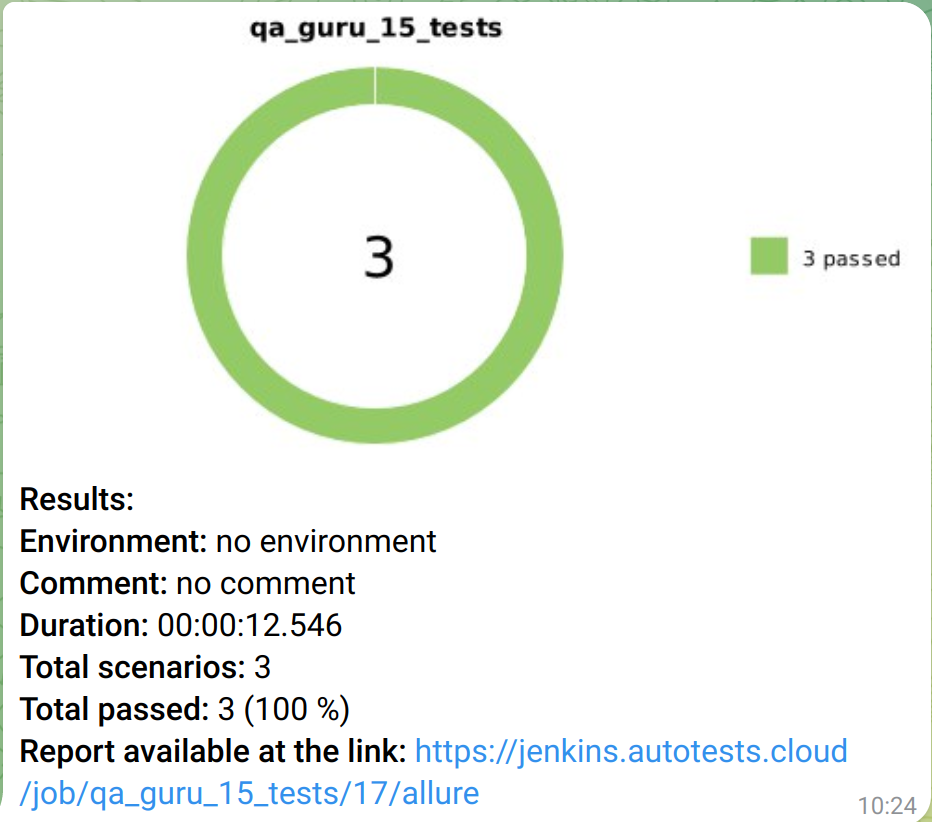 qa_guru_15_tests
3
3 passed
Results:
Environment: no environment
Comment: no comment
Duration: 00:00:12.546
Total scenarios: 3
Total passed: 3 (100 %)
Report available at the link: https://jenkins.autotests.cloud
/job/qa_guru_15_tests/17/allure
10:24